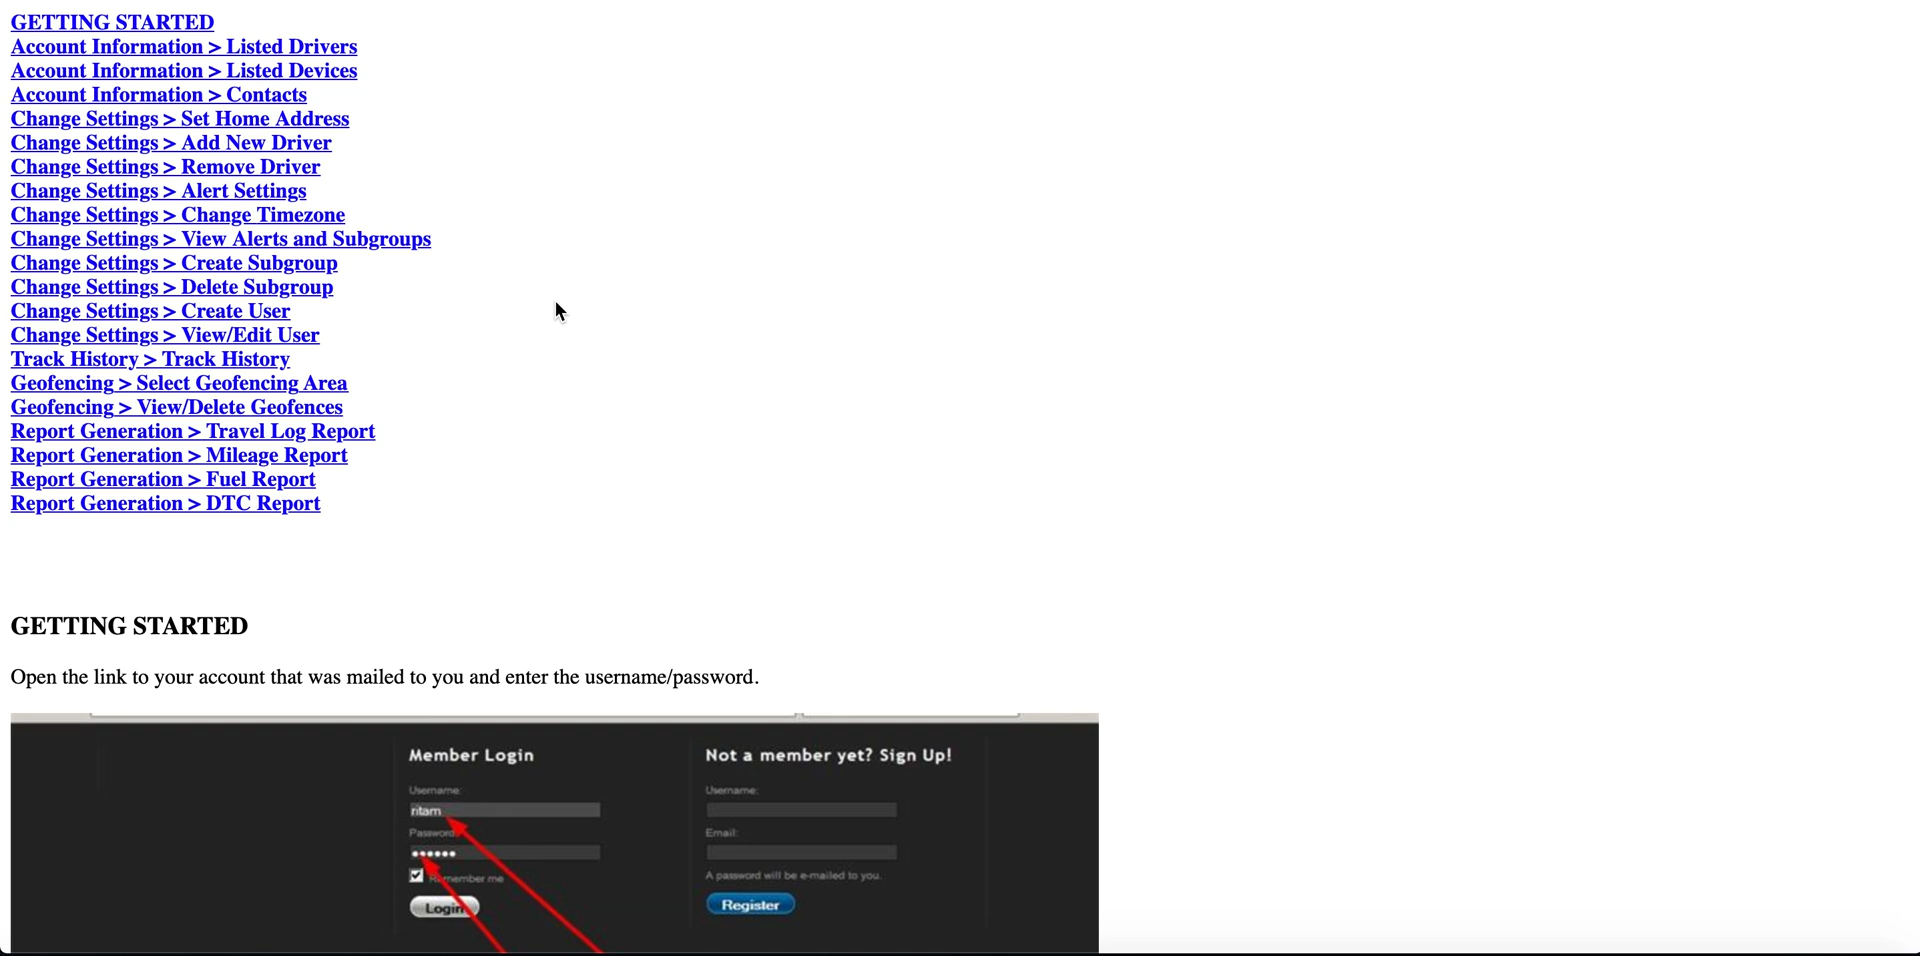 GETTING STARTED
Account Information > Listed Drivers
Account Information > Listed Devices
Account Information > Contacts
Change Settings > Set Home Address
Change Settings > Add New Driver
Change Settings > Remove Driver
Change Settings > Alert Settings
Change Settings > Change Timezone
Change Settings > View Alerts and Subgroups
Change Settings > Create Subgroup
Change Settings > Delete Subgroup
Change Settings > Create User
Change Settings > View/Edit User
Track History > Track History
Geofencing > Select Geofencing Area
Geofencing > View/Delete Geofences
Report Generation > Travel Log Report
Report Generation > Mileage Report
Report Generation > Fuel Report
Report Generation > DTC Report
GETTING STARTED
Open the link to your account that was mailed to you and enter the username/password.
Member Login
Username:
ritam
Password:
Remember me
Login
Not a member yet? Sign Up!
Username:
Email:
A password will be e-mailed to you.
Register